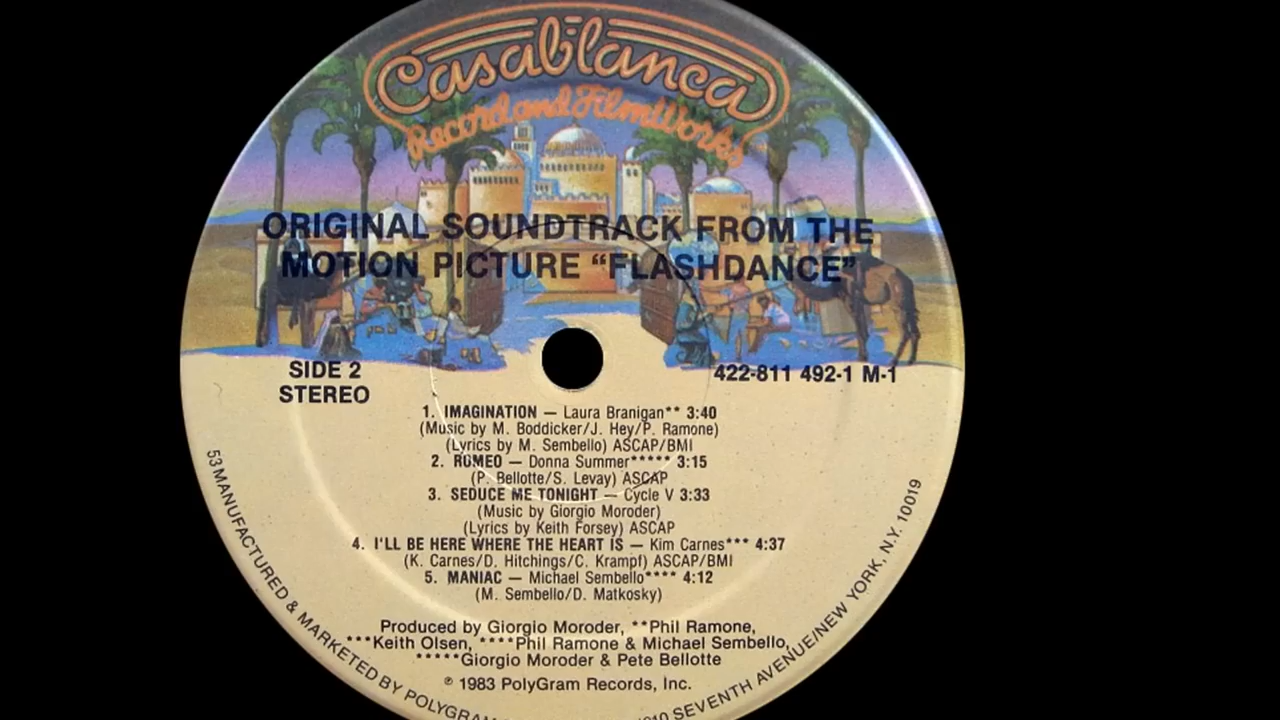 Casablanca
Record and FilmWorks
ORIGINAL SOUNDTRACK FROM THE
MOTION PICTURE “FLASHDANCE”
SIDE 2
STEREO
422-811 492-1 M-1
1. IMAGINATION — Laura Branigan** 3:40
(Music by M. Boddicker/J. Hey/P. Ramone)
(Lyrics by M. Sembello) ASCAP/BMI
2. ROMEO — Donna Summer***** 3:15
(P. Bellotte/S. Levay) ASCAP
3. SEDUCE ME TONIGHT — Cycle V 3:33
(Music by Giorgio Moroder)
(Lyrics by Keith Forsey) ASCAP
4. I'LL BE HERE WHERE THE HEART IS — Kim Carnes*** 4:37
(K. Carnes/D. Hitchings/C. Krampf) ASCAP/BMI
5. MANIAC — Michael Sembello**** 4:12
(M. Sembello/D. Matkosky)
Produced by Giorgio Moroder, **Phil Ramone,
***Keith Olsen, ****Phil Ramone & Michael Sembello,
*****Giorgio Moroder & Pete Bellotte
℗ 1983 PolyGram Records, Inc.
53 MANUFACTURED & MARKETED BY POLYGRAM SEVENTH AVENUE/NEW YORK, N.Y. 10019